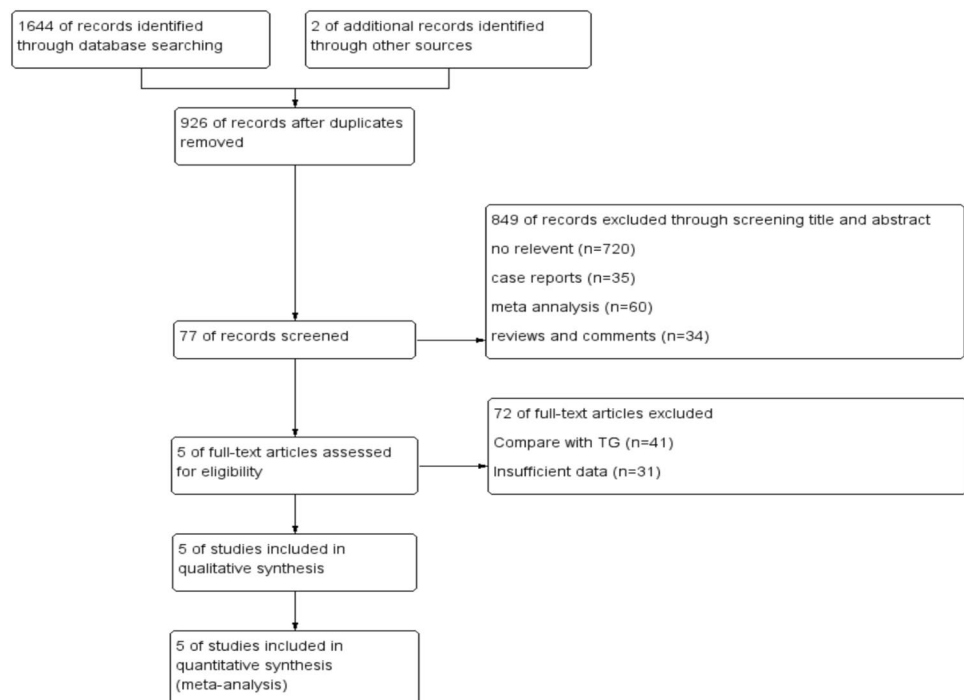 1644 of records identified
through database searching
2 of additional records identified
through other sources
926 of records after duplicates
removed
849 of records excluded through screening title and abstract
no relevent (n=720)
case reports (n=35)
meta annalysis (n=60)
reviews and comments (n=34)
77 of records screened
72 of full-text articles excluded
Compare with TG (n=41)
Insufficient data (n=31)
5 of full-text articles assessed
for eligibility
5 of studies included in
qualitative synthesis
5 of studies included in
quantitative synthesis
(meta-analysis)